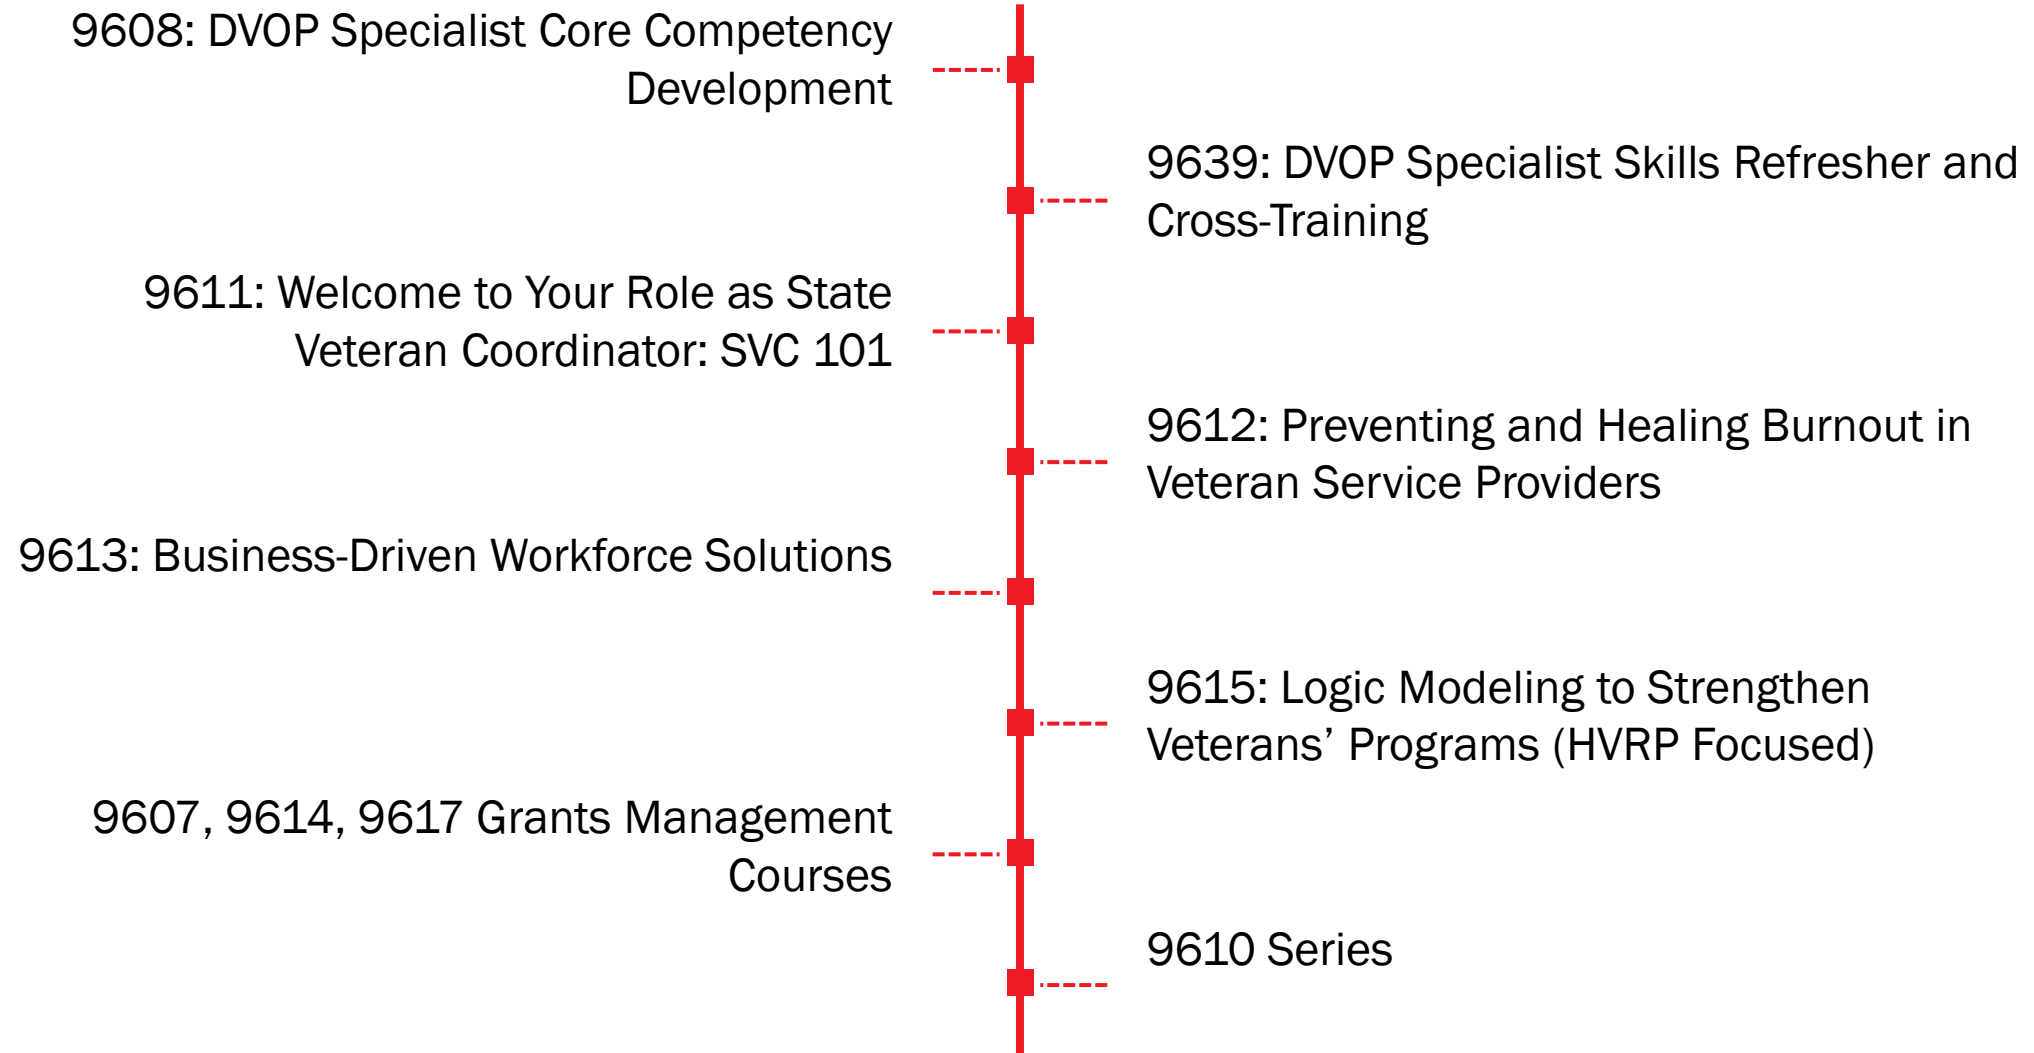 9608: DVOP Specialist Core Competency
Development
9639: DVOP Specialist Skills Refresher and
Cross-Training
9611: Welcome to Your Role as State
Veteran Coordinator: SVC 101
9612: Preventing and Healing Burnout in
Veteran Service Providers
9613: Business-Driven Workforce Solutions
9615: Logic Modeling to Strengthen
Veterans’ Programs (HVRP Focused)
9607, 9614, 9617 Grants Management
Courses
9610 Series